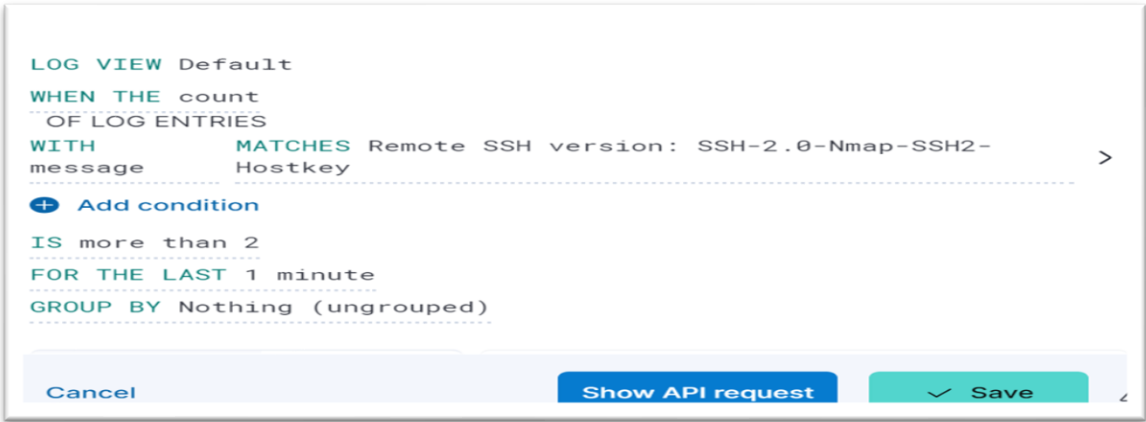 LOG VIEW Default
WHEN THE count
OF LOG ENTRIES
WITH message
MATCHES Remote SSH version: SSH-2.0-Nmap-SSH2-
Hostkey
Add condition
IS more than 2
FOR THE LAST 1 minute
GROUP BY Nothing (ungrouped)
Cancel
Show API request
Save